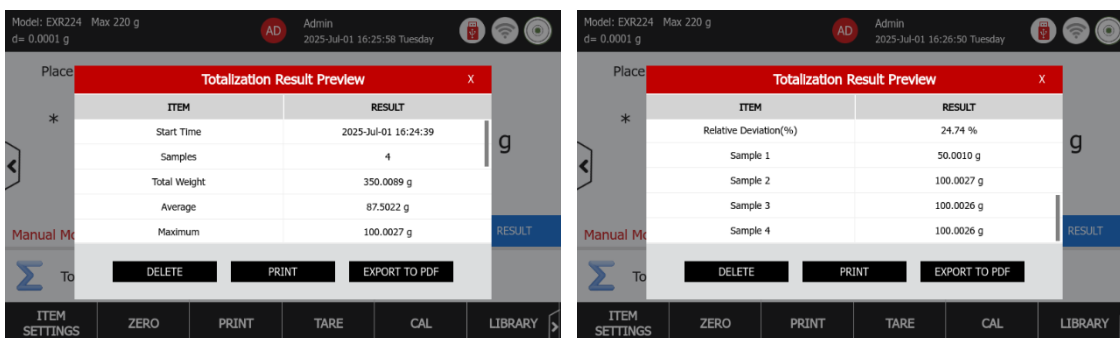 Model: EXR224 Max 220 g
d= 0.0001 g
AD
Admin
2025-Jul-01 16:25:58 Tuesday
Place
*
g
Totalization Result Preview X
ITEM RESULT
Start Time 2025-Jul-01 16:24:39
Samples 4
Total Weight 350.0089 g
Average 87.5022 g
Maximum 100.0027 g
Manual Mo
RESULT
To
DELETE PRINT EXPORT TO PDF
ITEM SETTINGS ZERO PRINT TARE CAL LIBRARY
Model: EXR224 Max 220 g
d= 0.0001 g
AD
Admin
2025-Jul-01 16:26:50 Tuesday
Place
*
g
Totalization Result Preview X
ITEM RESULT
Relative Deviation(%) 24.74 %
Sample 1 50.0010 g
Sample 2 100.0027 g
Sample 3 100.0026 g
Sample 4 100.0026 g
Manual Mo
RESULT
To
DELETE PRINT EXPORT TO PDF
ITEM SETTINGS ZERO PRINT TARE CAL LIBRARY